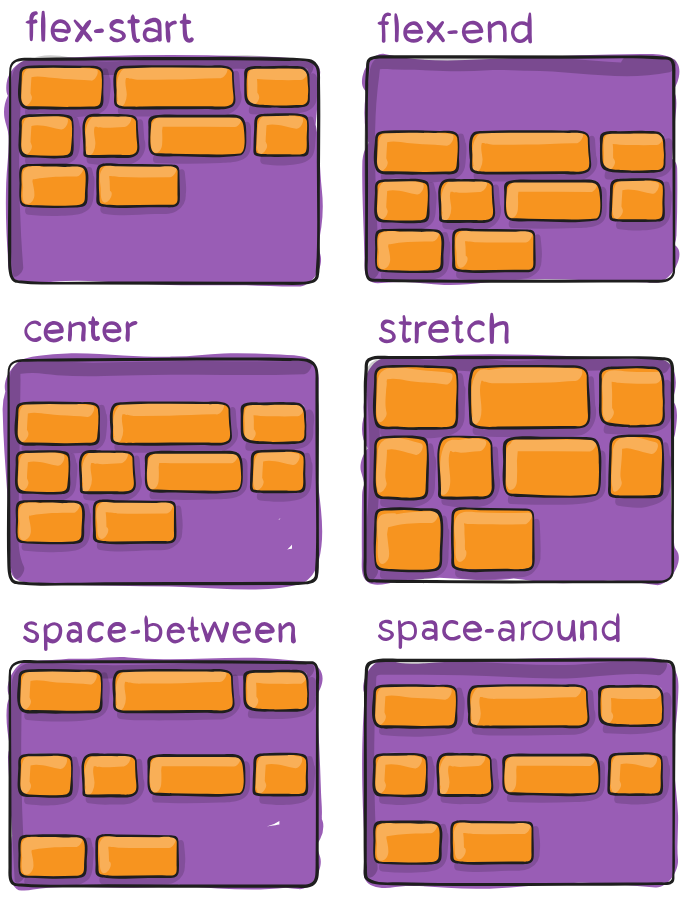 flex-start
flex-end
center
stretch
space-between
space-around